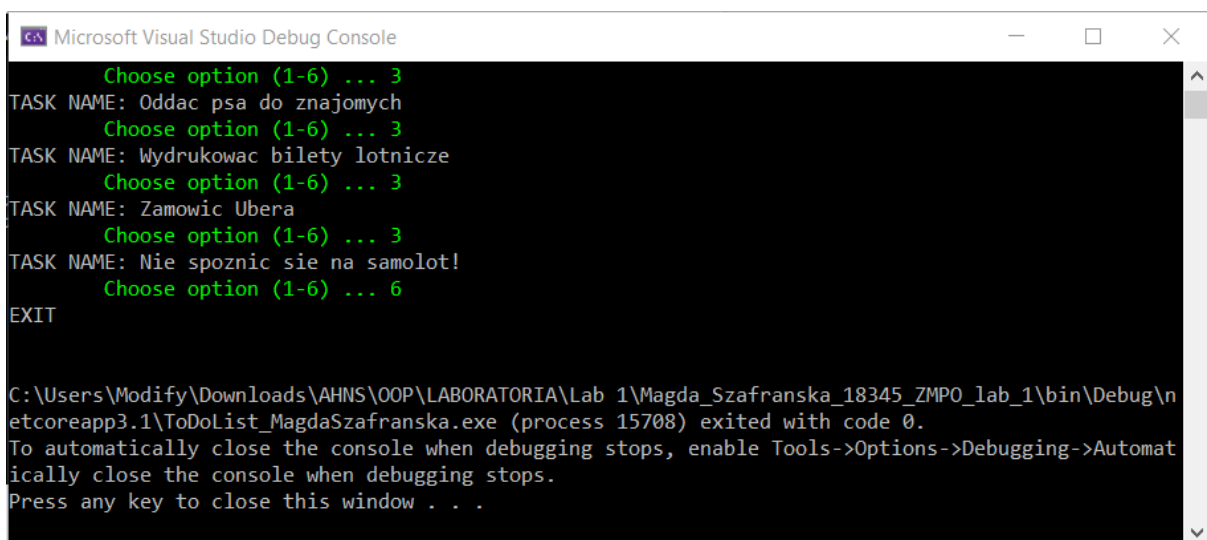 Microsoft Visual Studio Debug Console
Choose option (1-6) ... 3
TASK NAME: Oddac psa do znajomych
Choose option (1-6) ... 3
TASK NAME: Wydrukowac bilety lotnicze
Choose option (1-6) ... 3
TASK NAME: Zamowic Ubera
Choose option (1-6) ... 3
TASK NAME: Nie spoznic sie na samolot!
Choose option (1-6) ... 6
EXIT
C:\Users\Modify\Downloads\AHNS\OOP\LABORATORIA\Lab 1\Magda_Szafranska_18345_ZMPO_lab_1\bin\Debug\n
etcoreapp3.1\ToDoList_MagdaSzafranska.exe (process 15708) exited with code 0.
To automatically close the console when debugging stops, enable Tools->Options->Debugging->Automat
ically close the console when debugging stops.
Press any key to close this window . . .